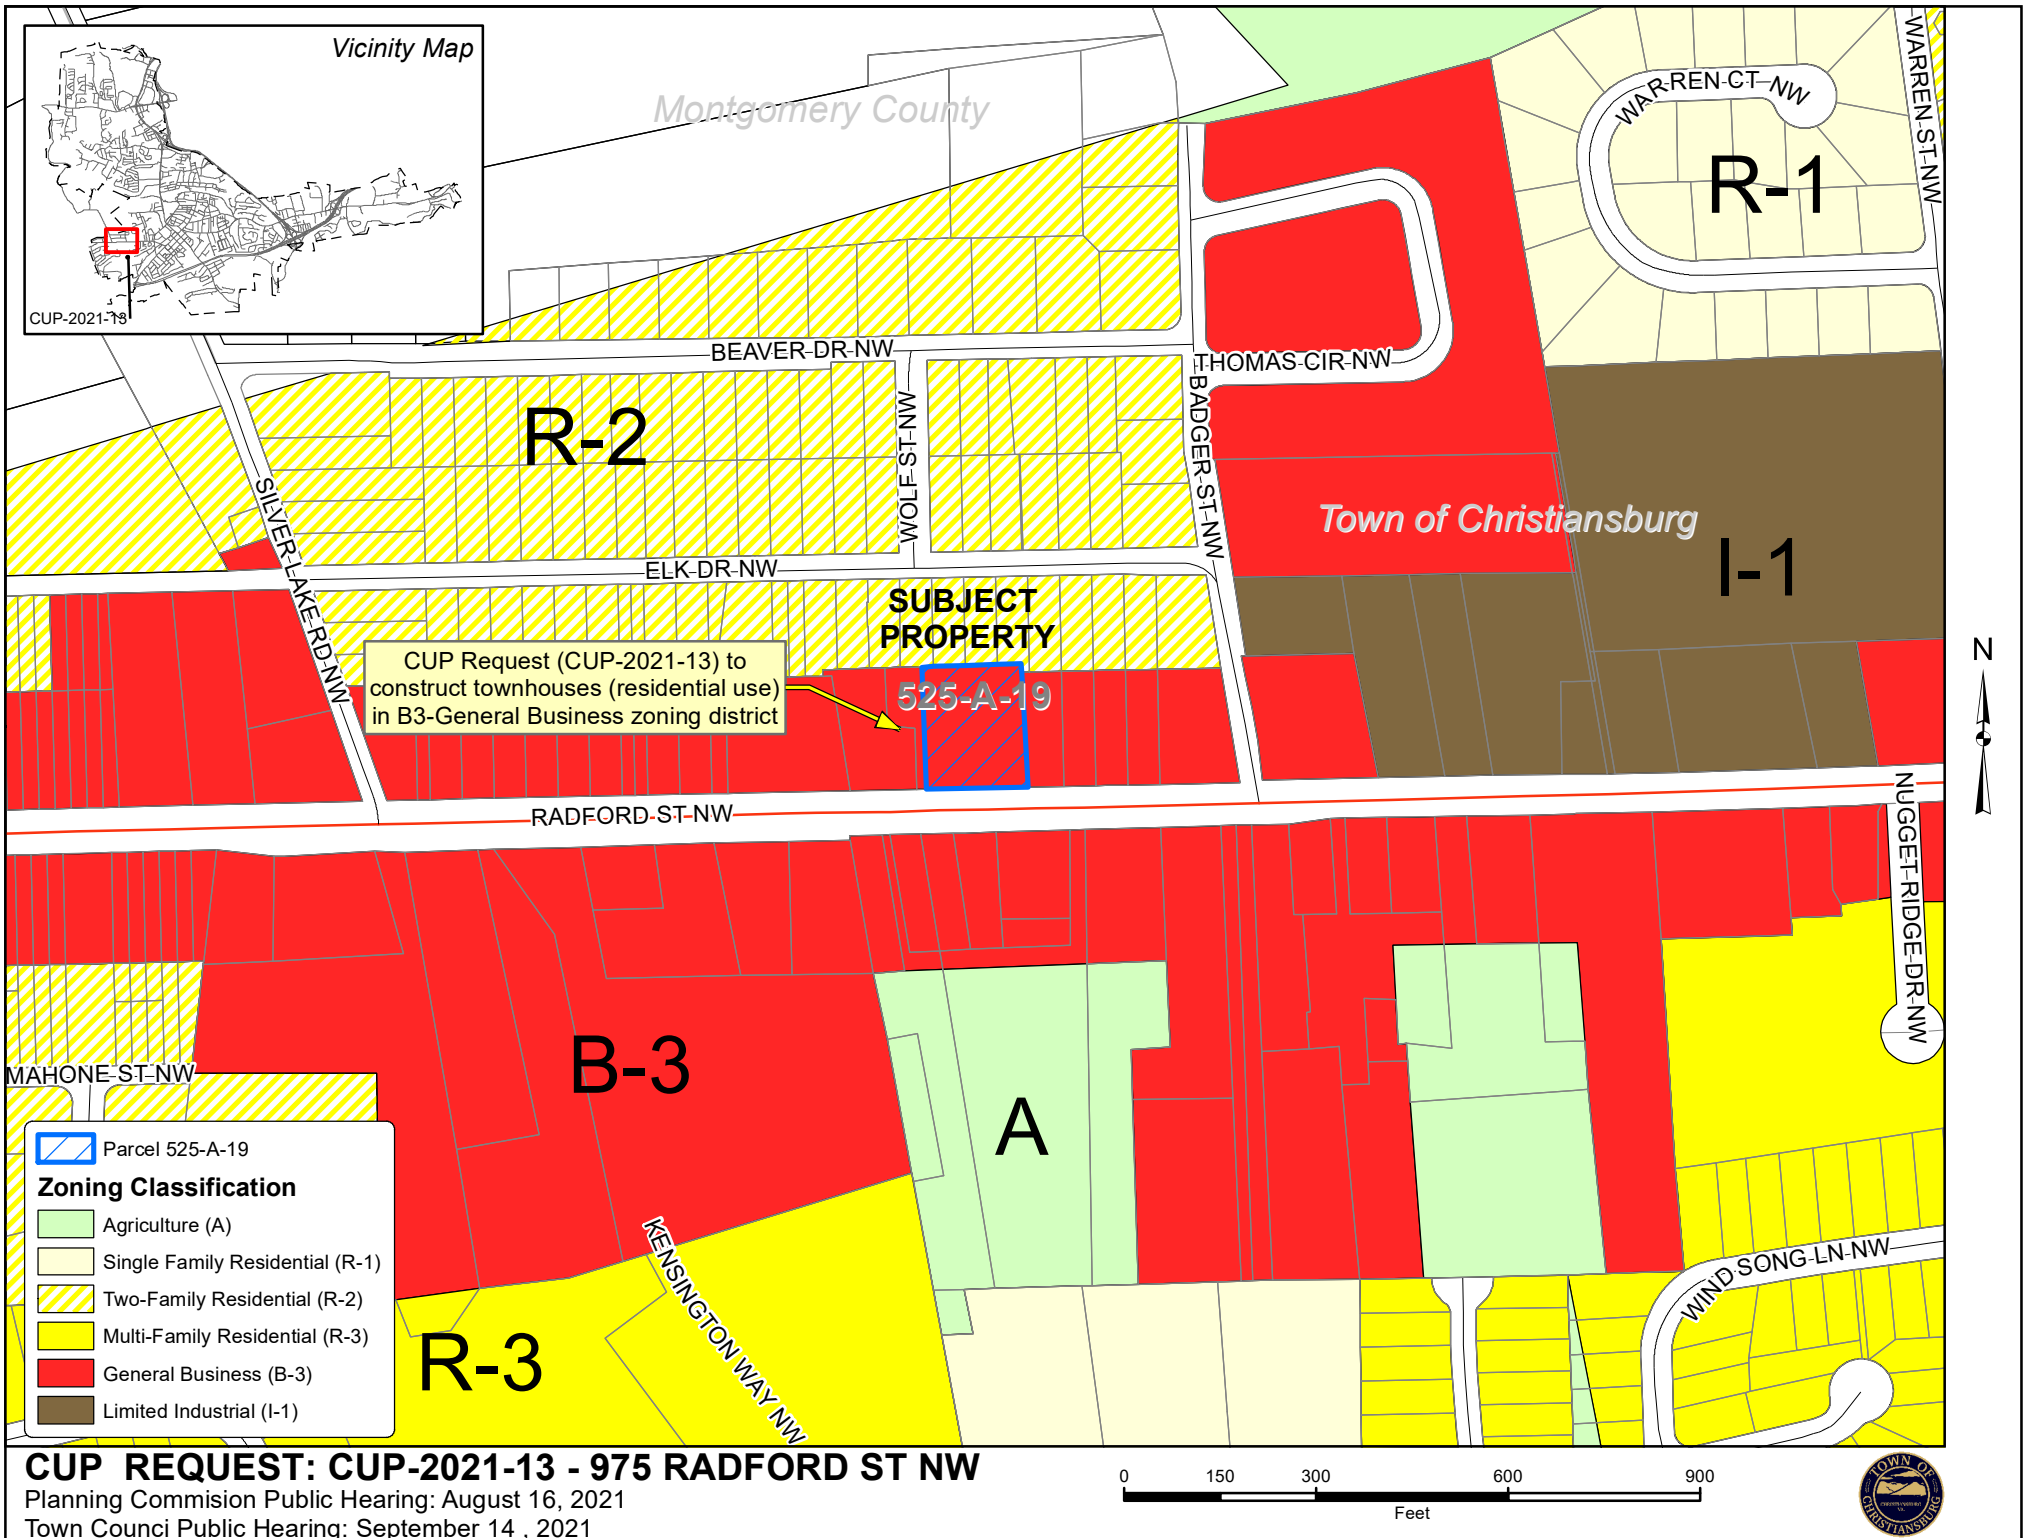 Vicinity Map
CUP-2021-13
Montgomery County
WARREN CT NW
WARREN ST NW
R-1
BEAVER DR NW
THOMAS CIR NW
R-2
WOLF ST NW
BADGER ST NW
SILVER LAKE RD NW
Town of Christiansburg
I-1
ELK DR NW
SUBJECT
PROPERTY
CUP Request (CUP-2021-13) to
construct townhouses (residential use)
in B3-General Business zoning district
525-A-19
N
RADFORD ST NW
NUGGET RIDGE DR NW
B-3
MAHONE ST NW
A
KENSINGTON WAY NW
WIND SONG LN NW
R-3
Parcel 525-A-19
Zoning Classification
Agriculture (A)
Single Family Residential (R-1)
Two-Family Residential (R-2)
Multi-Family Residential (R-3)
General Business (B-3)
Limited Industrial (I-1)
CUP REQUEST: CUP-2021-13 - 975 RADFORD ST NW
Planning Commision Public Hearing: August 16, 2021
Town Counci Public Hearing: September 14 , 2021
0 150 300 600 900
Feet
TOWN OF
CHRISTIANSBURG